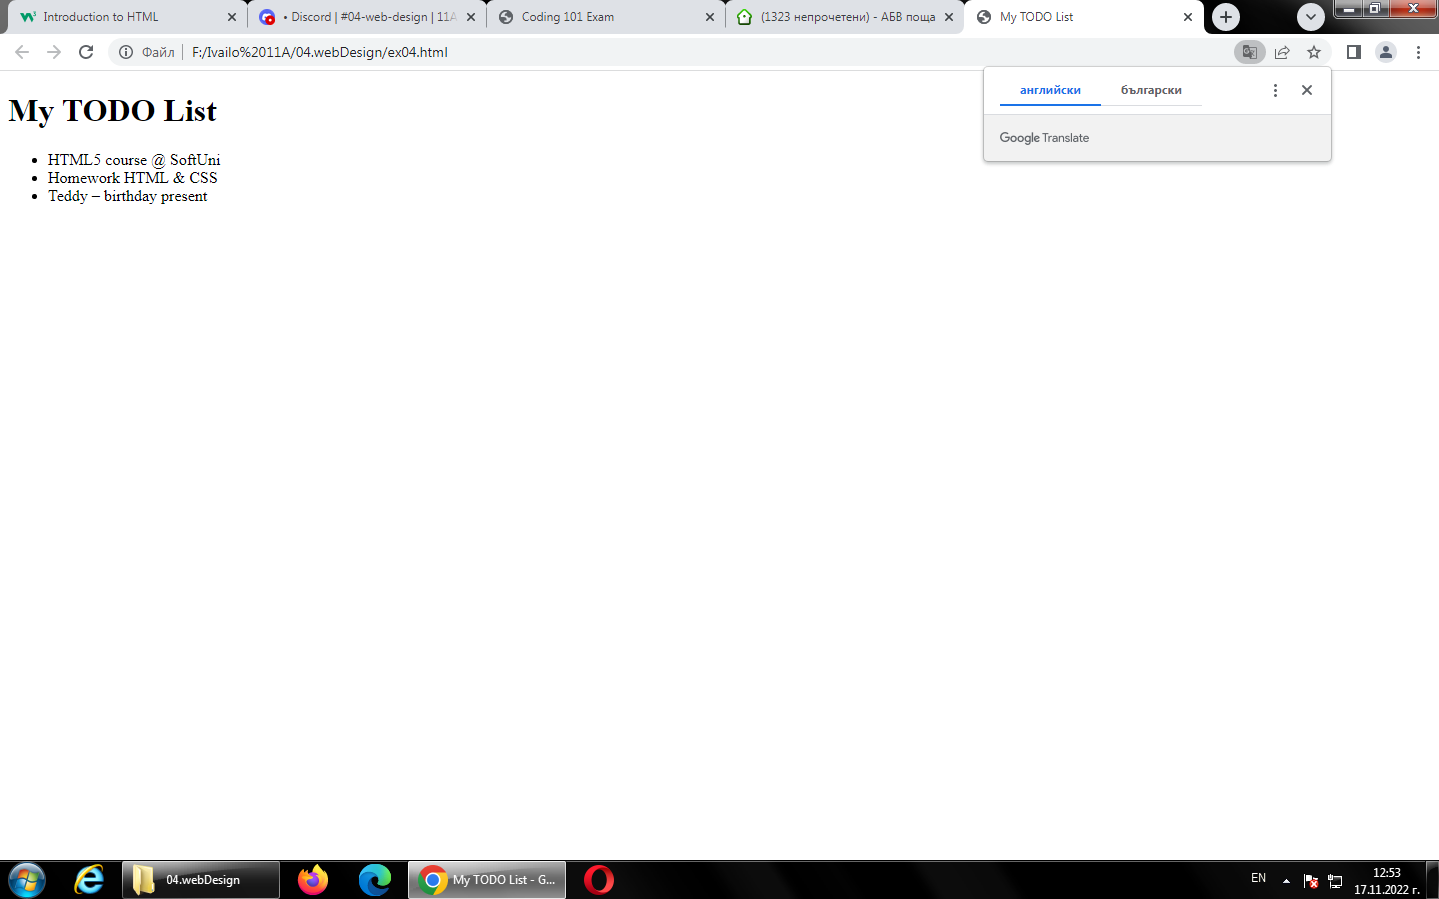 Introduction to HTML
• Discord | #04-web-design | 11A
Coding 101 Exam
(1323 непрочетени) - АБВ поща
My TODO List
Файл
F:/Ivailo%2011A/04.webDesign/ex04.html
английски
български
Google Translate
My TODO List
• HTML5 course @ SoftUni
• Homework HTML & CSS
• Teddy – birthday present
04.webDesign
My TODO List - G...
EN
12:53
17.11.2022 г.